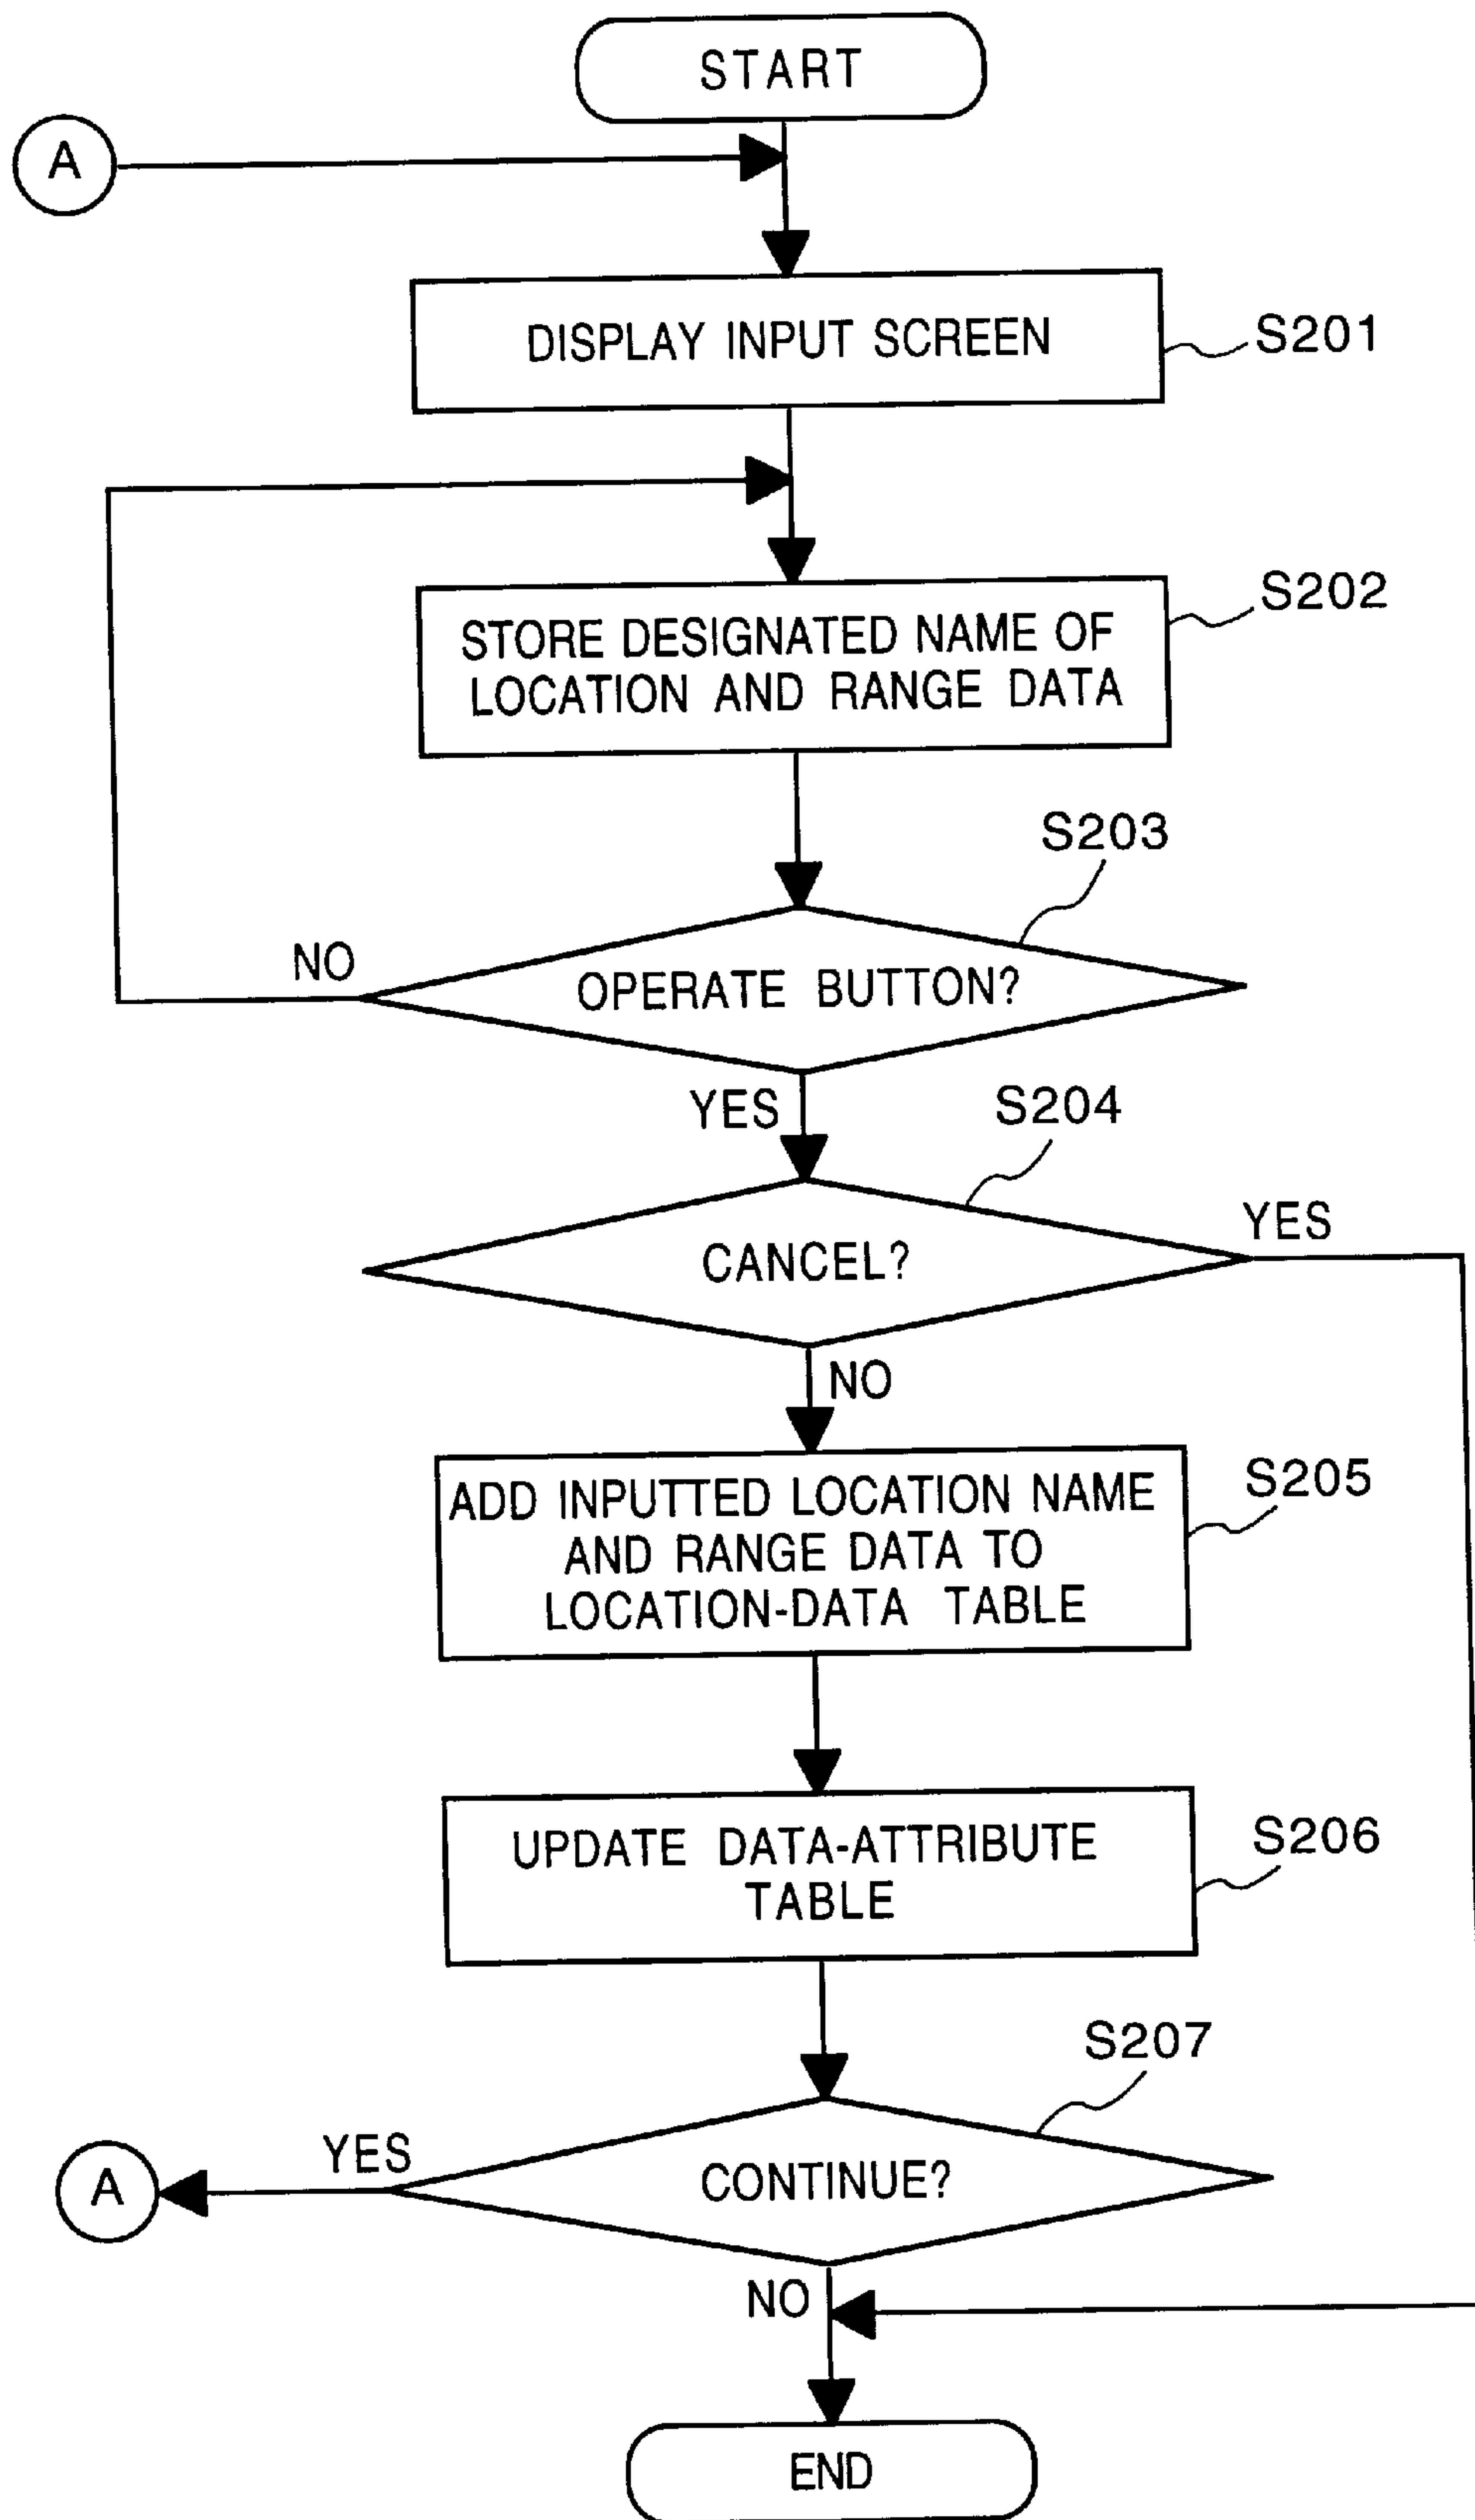 START
A
DISPLAY INPUT SCREEN
S201
S202
STORE DESIGNATED NAME OF
LOCATION AND RANGE DATA
S203
NO
OPERATE BUTTON?
YES
S204
YES
CANCEL?
NO
ADD INPUTTED LOCATION NAME
AND RANGE DATA TO
LOCATION-DATA TABLE
S205
UPDATE DATA-ATTRIBUTE
TABLE
S206
S207
YES
A
CONTINUE?
NO
END